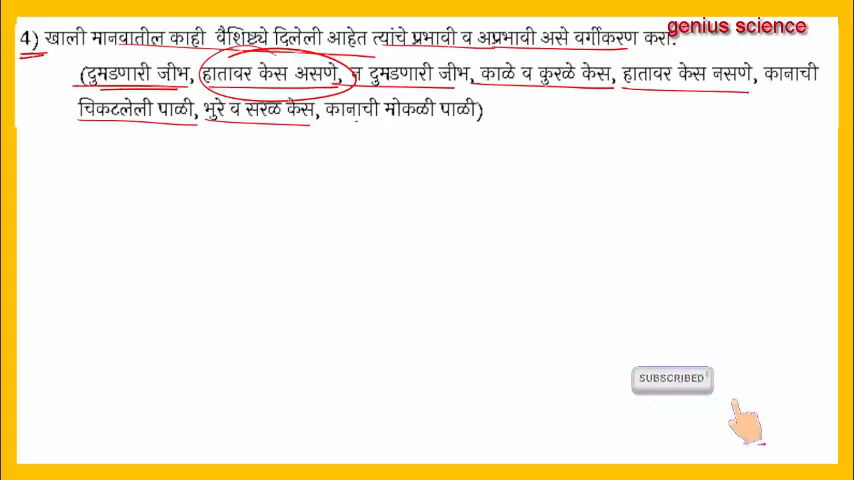 genius science
4) खाली मानवातील काही वैशिष्ट्ये दिलेली आहेत त्यांचे प्रभावी व अप्रभावी असे वर्गीकरण करा.
(दुमडणारी जीभ, हातावर केस असणे, न दुमडणारी जीभ, काळे व कुरळे केस, हातावर केस नसणे, कानाची
चिकटलेली पाळी, भुरे व सरळ केस, कानाची मोकळी पाळी)
SUBSCRIBED